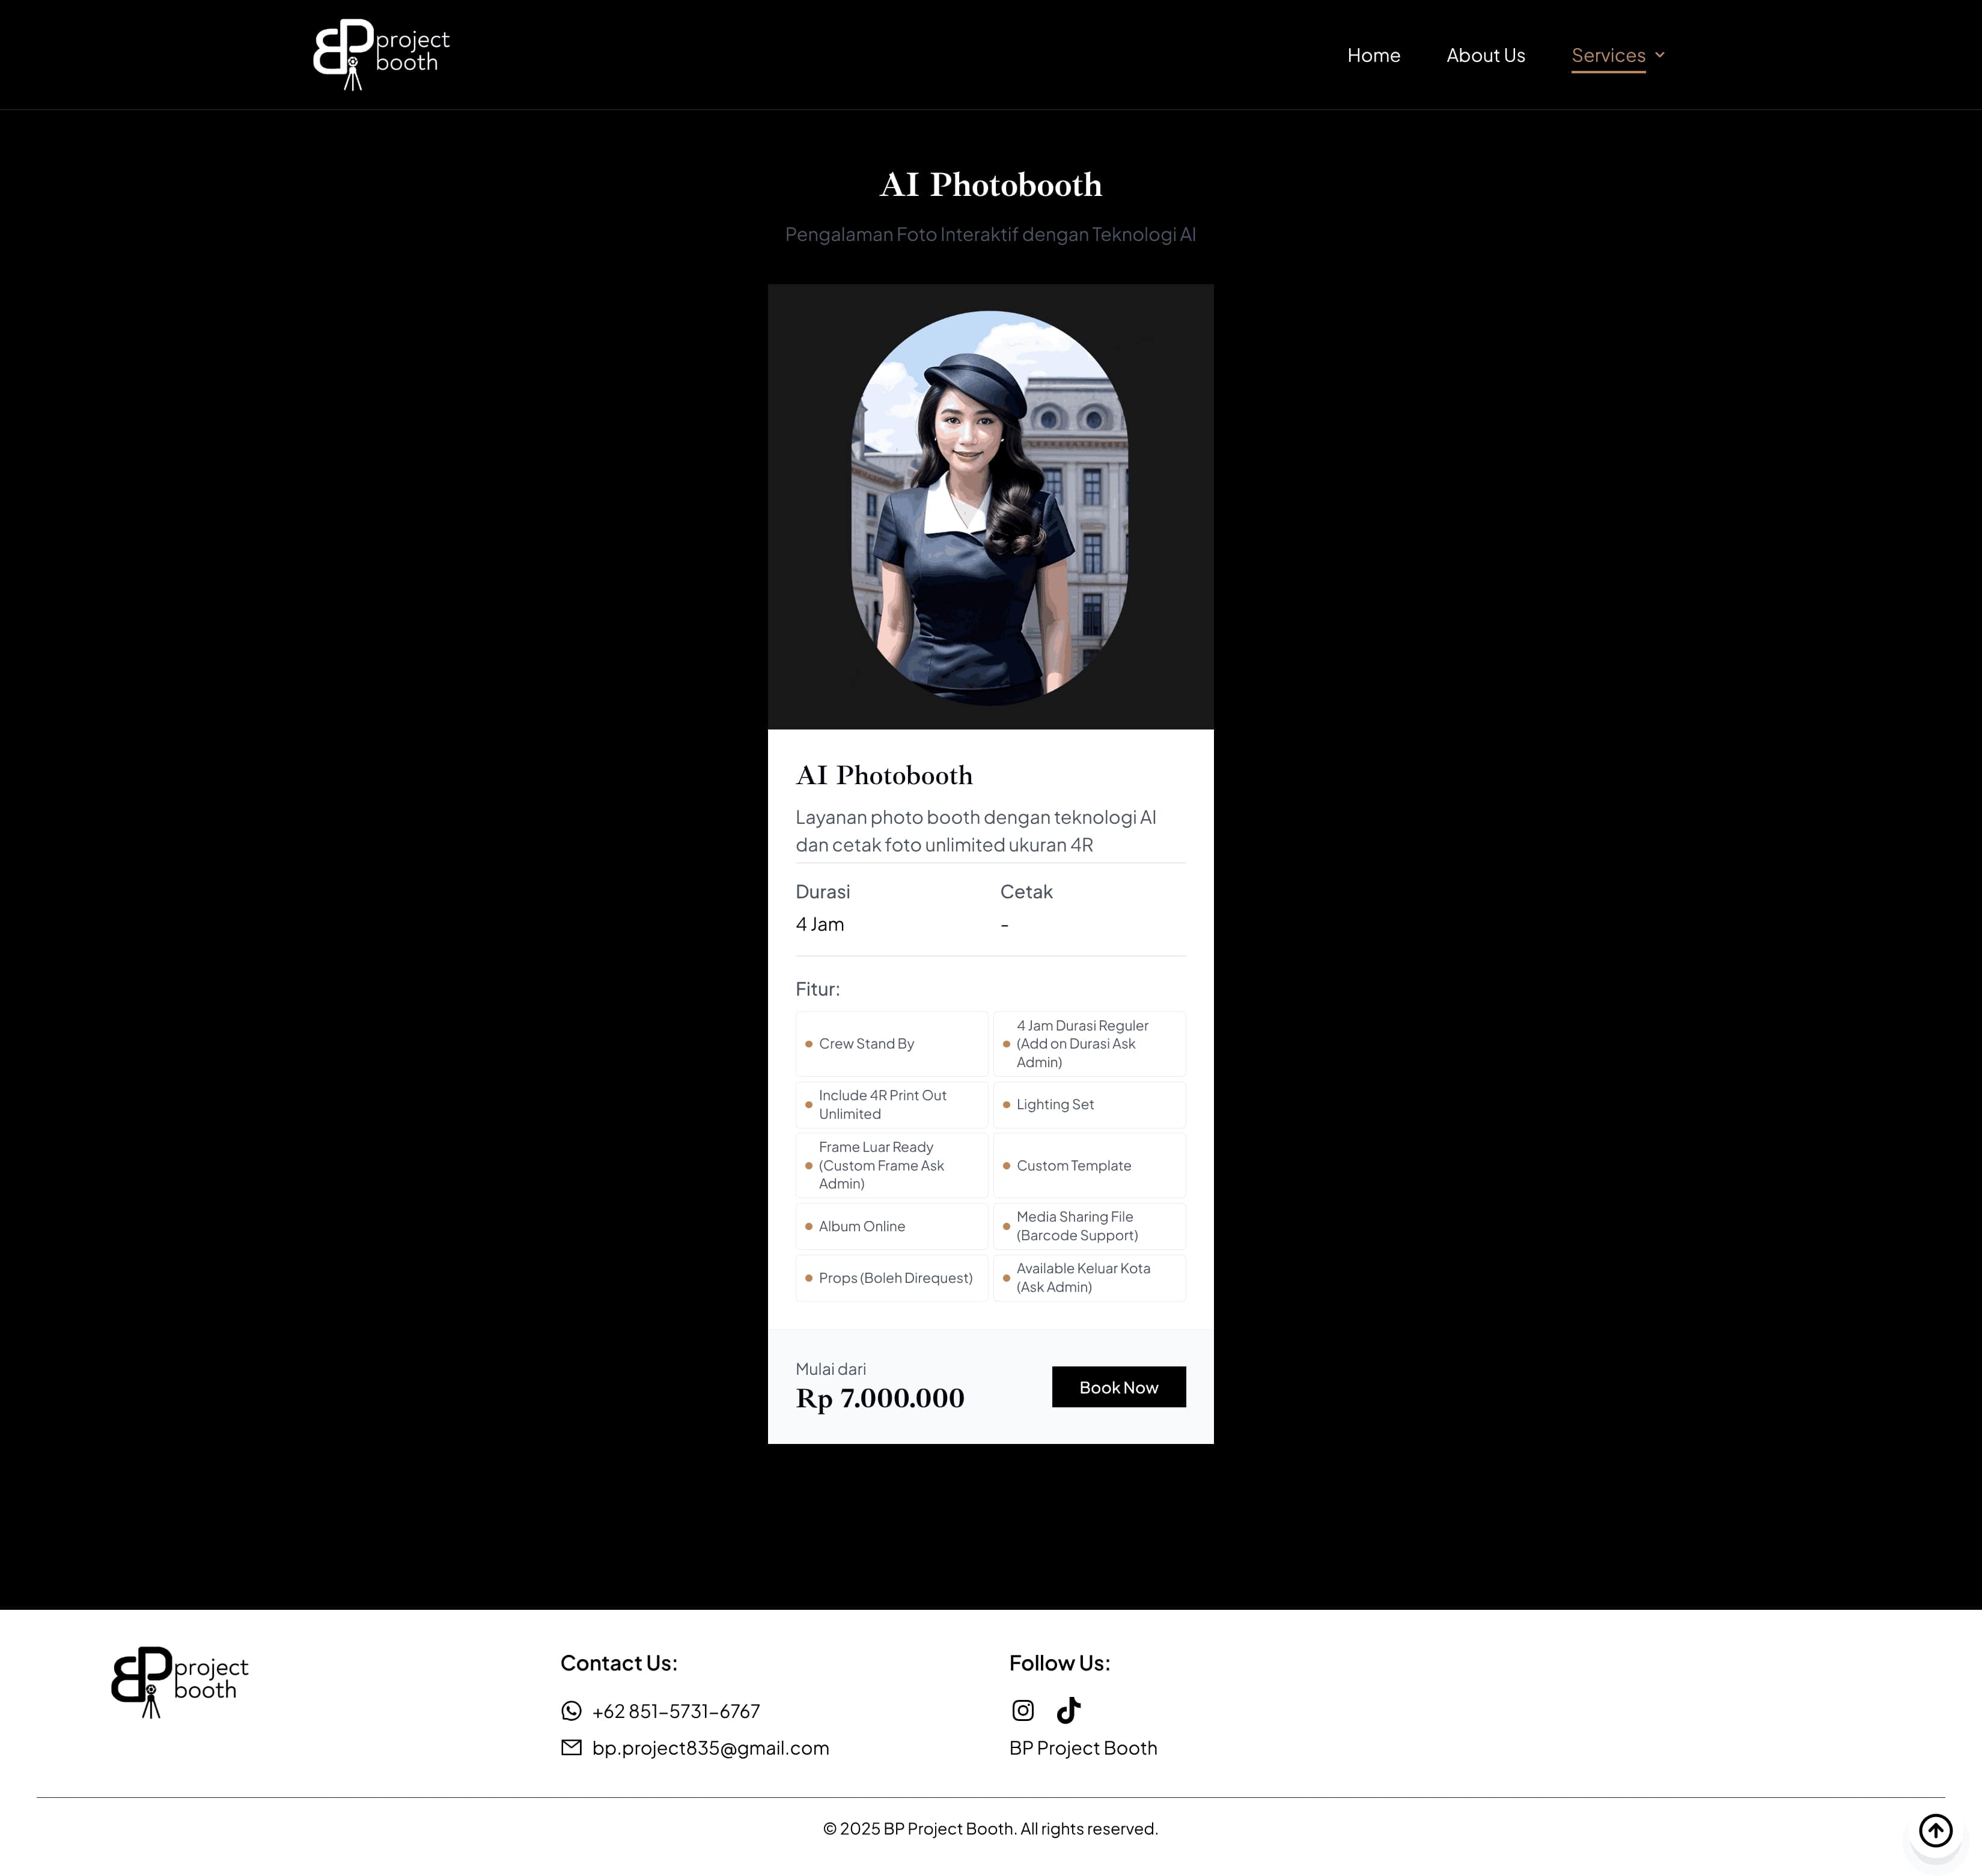 BP project
booth
Home About Us Services
AI Photobooth
Pengalaman Foto Interaktif dengan Teknologi AI
AI Photobooth
Layanan photo booth dengan teknologi AI
dan cetak foto unlimited ukuran 4R
Durasi
4 Jam
Cetak
-
Fitur:
Crew Stand By
4 Jam Durasi Reguler
(Add on Durasi Ask
Admin)
Include 4R Print Out
Unlimited
Lighting Set
Frame Luar Ready
(Custom Frame Ask
Admin)
Custom Template
Album Online
Media Sharing File
(Barcode Support)
Props (Boleh Direquest)
Available Keluar Kota
(Ask Admin)
Mulai dari
Rp 7.000.000
Book Now
BP project
booth
Contact Us:
+62 851-5731-6767
bp.project835@gmail.com
Follow Us:
BP Project Booth
© 2025 BP Project Booth. All rights reserved.